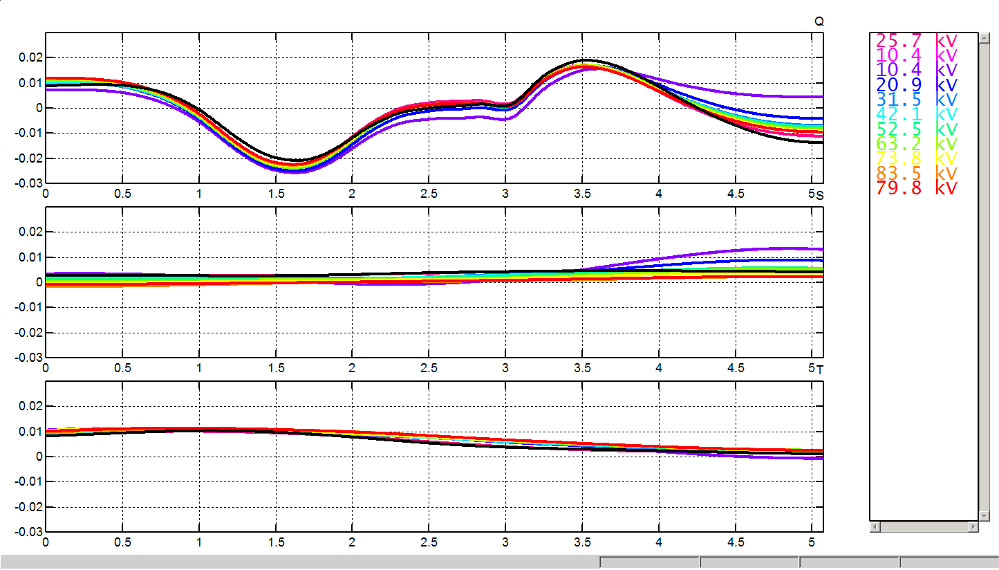 Q
0.02
0.01
0
-0.01
-0.02
-0.03
0 0.5 1 1.5 2 2.5 3 3.5 4 4.5 5 S
0.02
0.01
0
-0.01
-0.02
-0.03
0 0.5 1 1.5 2 2.5 3 3.5 4 4.5 5 T
0.02
0.01
0
-0.01
-0.02
-0.03
0 0.5 1 1.5 2 2.5 3 3.5 4 4.5 5
25.7 kV
10.4 kV
10.4 kV
20.9 kV
31.5 kV
42.1 kV
52.5 kV
63.2 kV
73.8 kV
83.5 kV
79.8 kV